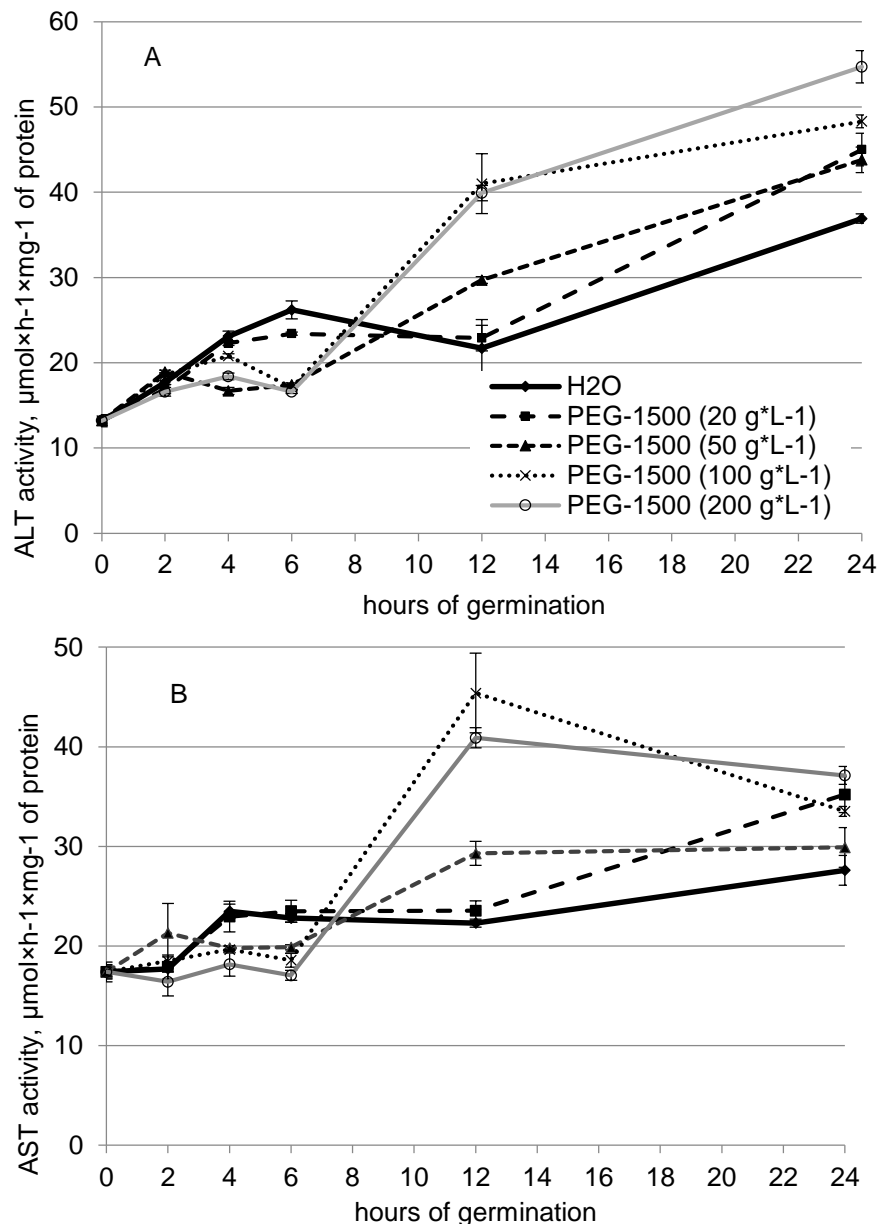 A
ALT activity, µmol×h-1×mg-1 of protein
60
50
40
30
20
10
0
H2O
PEG-1500 (20 g*L-1)
PEG-1500 (50 g*L-1)
PEG-1500 (100 g*L-1)
PEG-1500 (200 g*L-1)
0 2 4 6 8 10 12 14 16 18 20 22 24
hours of germination
B
AST activity, µmol×h-1×mg-1 of protein
50
40
30
20
10
0
0 2 4 6 8 10 12 14 16 18 20 22 24
hours of germination